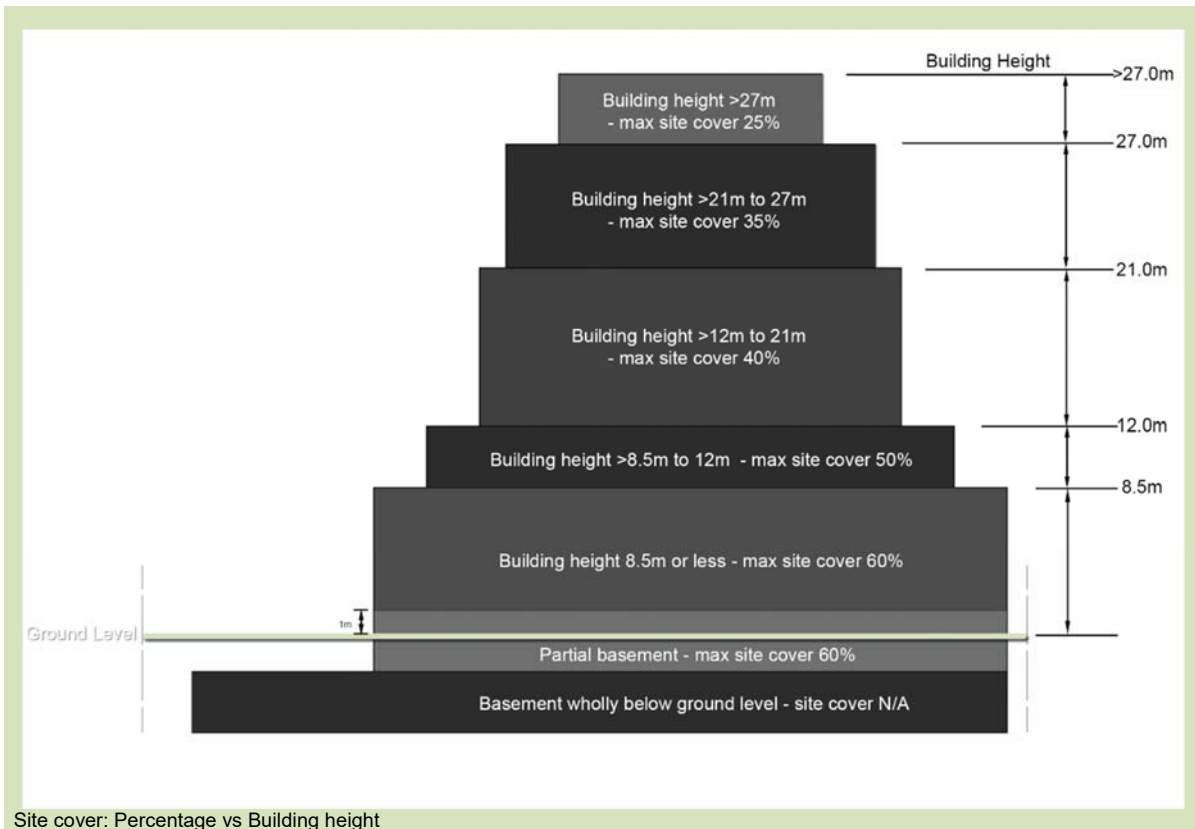 Building Height
>27.0m
Building height >27m
- max site cover 25%
27.0m
Building height >21m to 27m
- max site cover 35%
21.0m
Building height >12m to 21m
- max site cover 40%
12.0m
Building height >8.5m to 12m - max site cover 50%
8.5m
Building height 8.5m or less - max site cover 60%
1m
Ground Level
Partial basement - max site cover 60%
Basement wholly below ground level - site cover N/A
Site cover: Percentage vs Building height